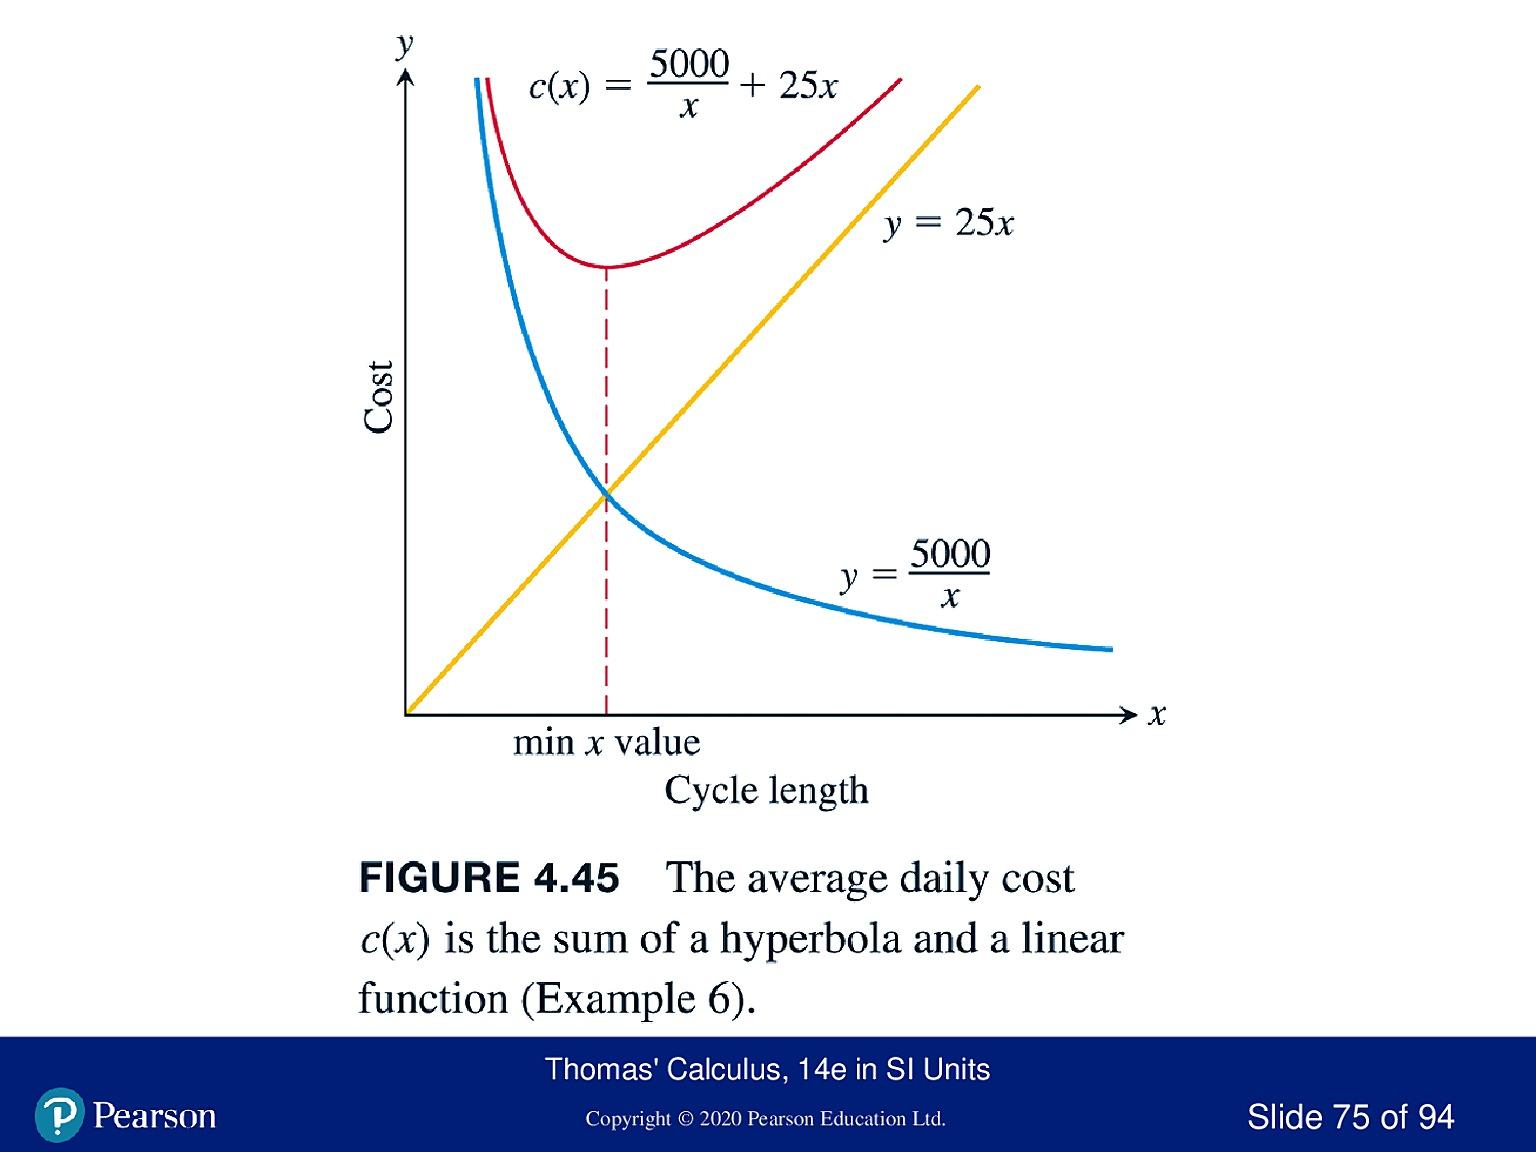 y
c(x) = 5000/x + 25x
y = 25x
Cost
y = 5000/x
x
min x value
Cycle length
FIGURE 4.45 The average daily cost
c(x) is the sum of a hyperbola and a linear
function (Example 6).
Thomas' Calculus, 14e in SI Units
Pearson
Copyright © 2020 Pearson Education Ltd.
Slide 75 of 94